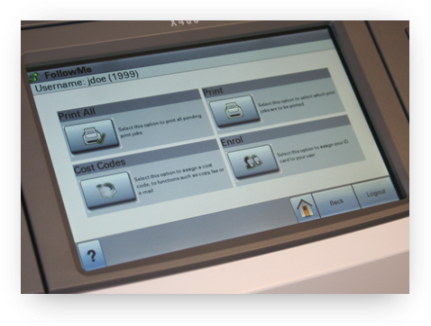 FollowMe
Username: jdoe (1999)
Print All
Select this option to print all pending
print jobs
Print
Select this option to select which print
jobs are to be printed
Cost Codes
Select this option to assign a cost
code, to functions such as copy, fax or
e-mail
Enrol
Select this option to assign your ID
card to your user
?
Back
Logout